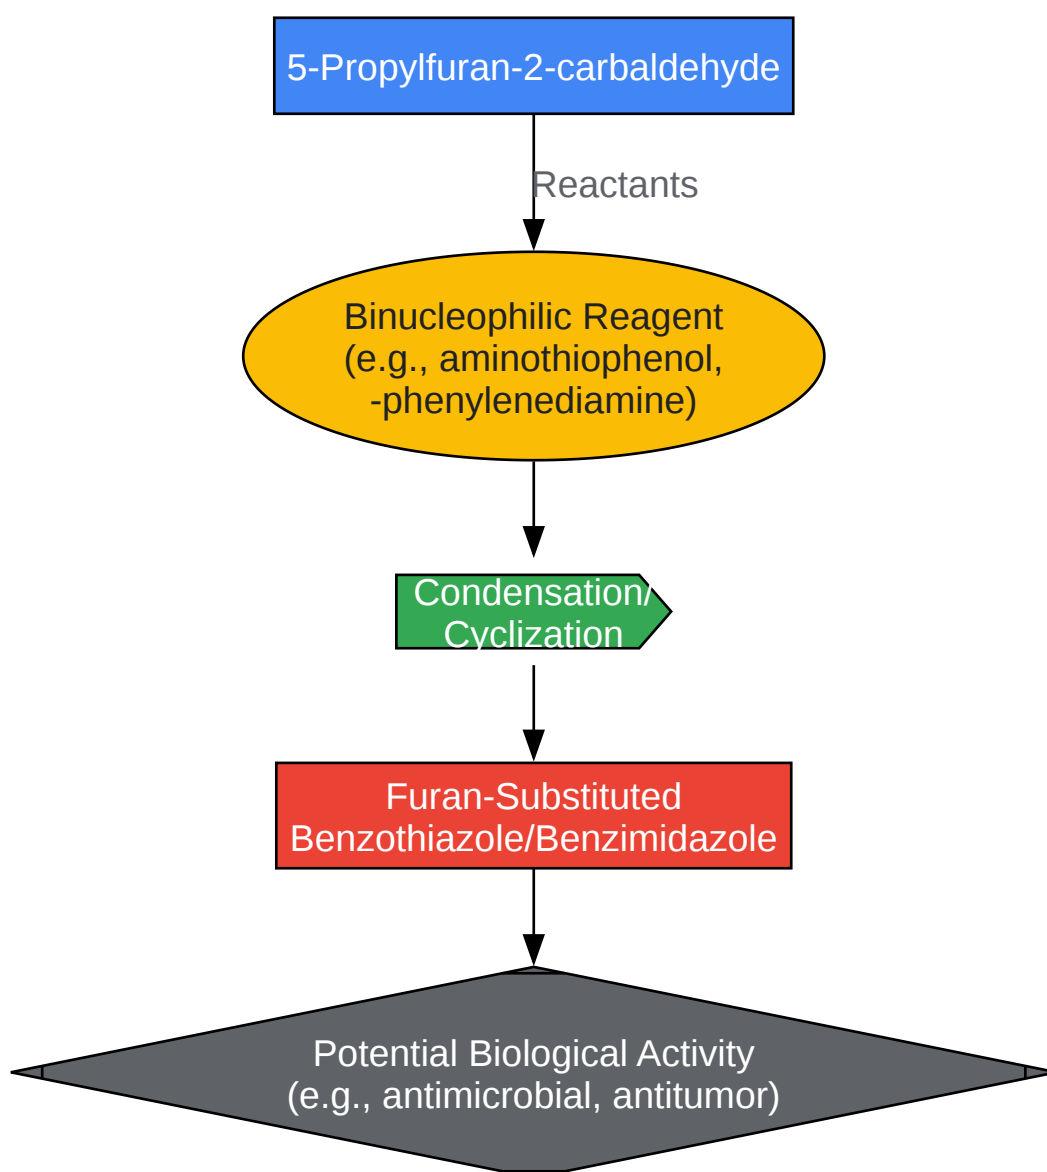 5-Propylfuran-2-carbaldehyde
Reactants
Binucleophilic Reagent
(e.g., aminothiophenol,
-phenylenediamine)
Condensation/
Cyclization
Furan-Substituted
Benzothiazole/Benzimidazole
Potential Biological Activity
(e.g., antimicrobial, antitumor)